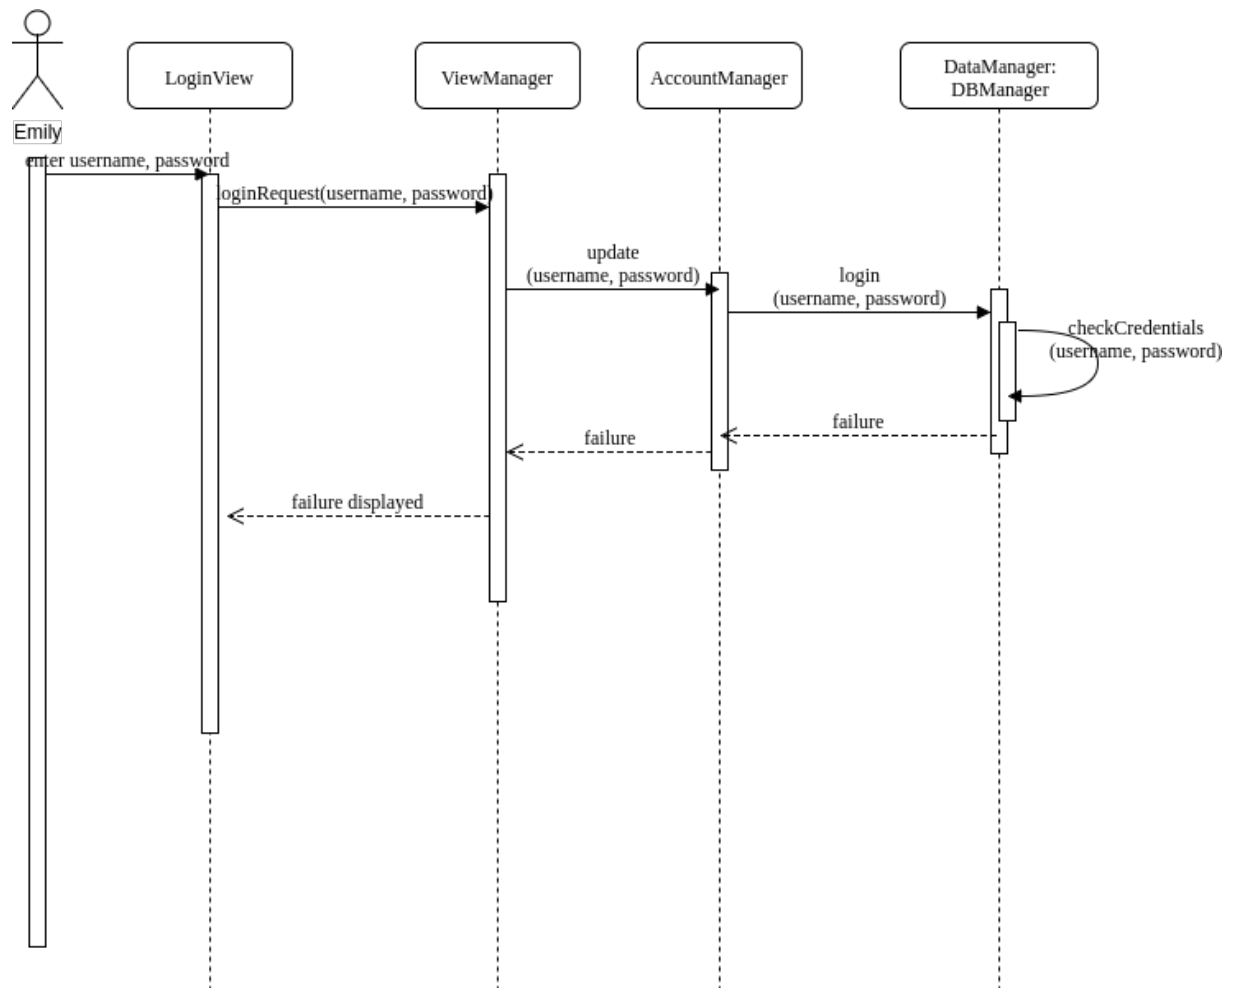 LoginView
ViewManager
AccountManager
DataManager:
DBManager
Emily
enter username, password
loginRequest(username, password)
update
(username, password)
login
(username, password)
checkCredentials
(username, password)
failure
failure
failure displayed